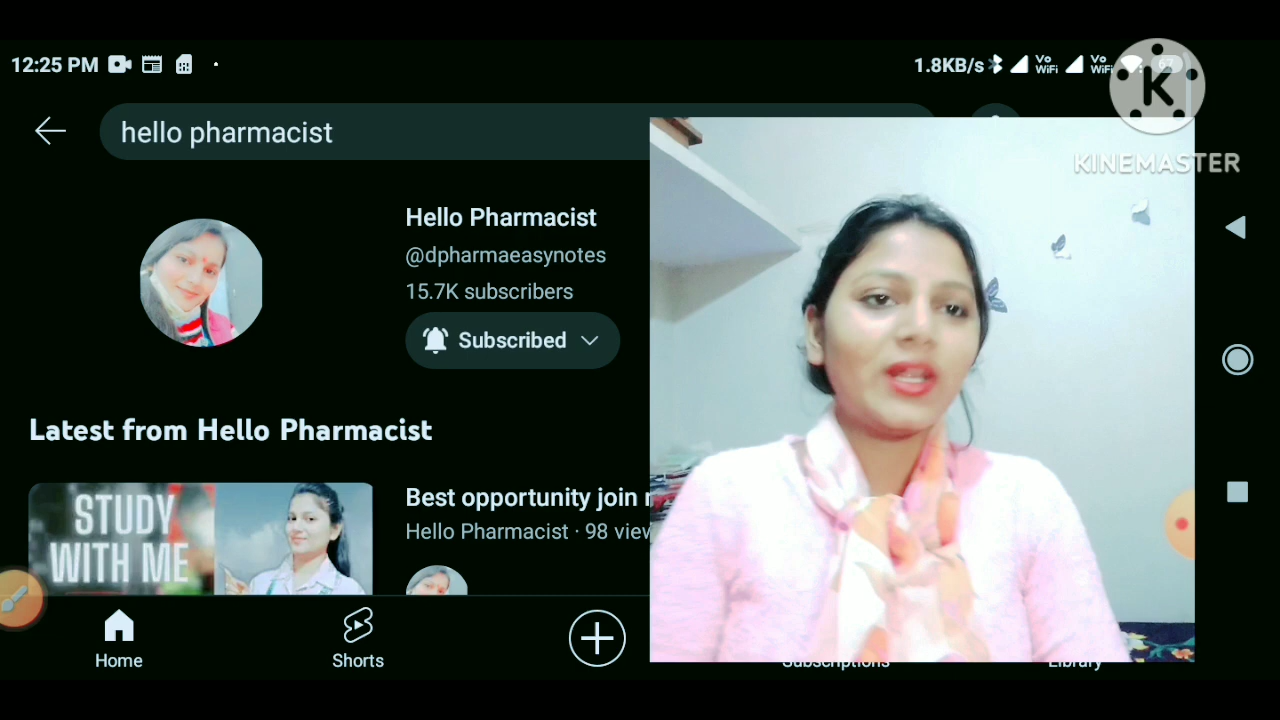 12:25 PM
1.8KB/s Vo WiFi Vo WiFi 67
K
KINEMASTER
hello pharmacist
Hello Pharmacist
@dpharmaeasynotes
15.7K subscribers
Subscribed
Latest from Hello Pharmacist
STUDY
WITH ME
Best opportunity join
Hello Pharmacist · 98 view
Home
Shorts
Subscriptions
Library